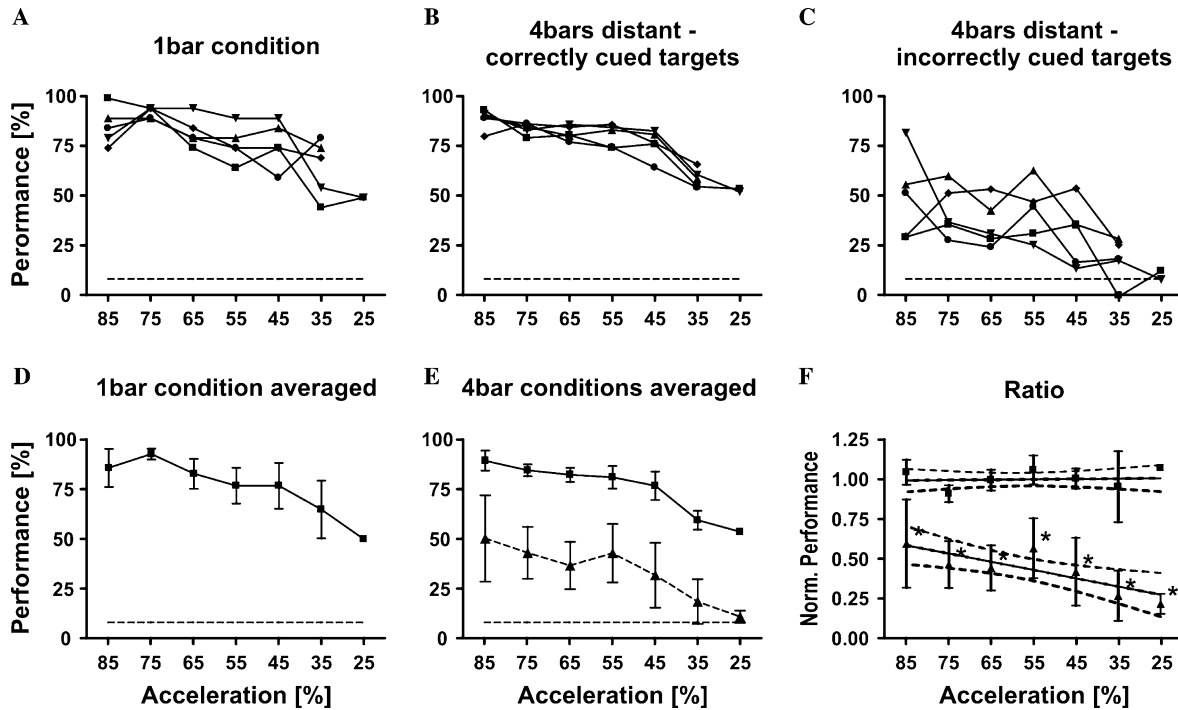 A
1bar condition
B
4bars distant -
correctly cued targets
C
4bars distant -
incorrectly cued targets
Perormance [%]
100
75
50
25
0
85 75 65 55 45 35 25
100
75
50
25
0
85 75 65 55 45 35 25
100
75
50
25
0
85 75 65 55 45 35 25
D
1bar condition averaged
E
4bar conditions averaged
F
Ratio
Performance [%]
100
75
50
25
0
85 75 65 55 45 35 25
Acceleration [%]
100
75
50
25
0
85 75 65 55 45 35 25
Acceleration [%]
Norm. Performance
1.25
1.00
0.75
0.50
0.25
0.00
* * * * * * *
85 75 65 55 45 35 25
Acceleration [%]